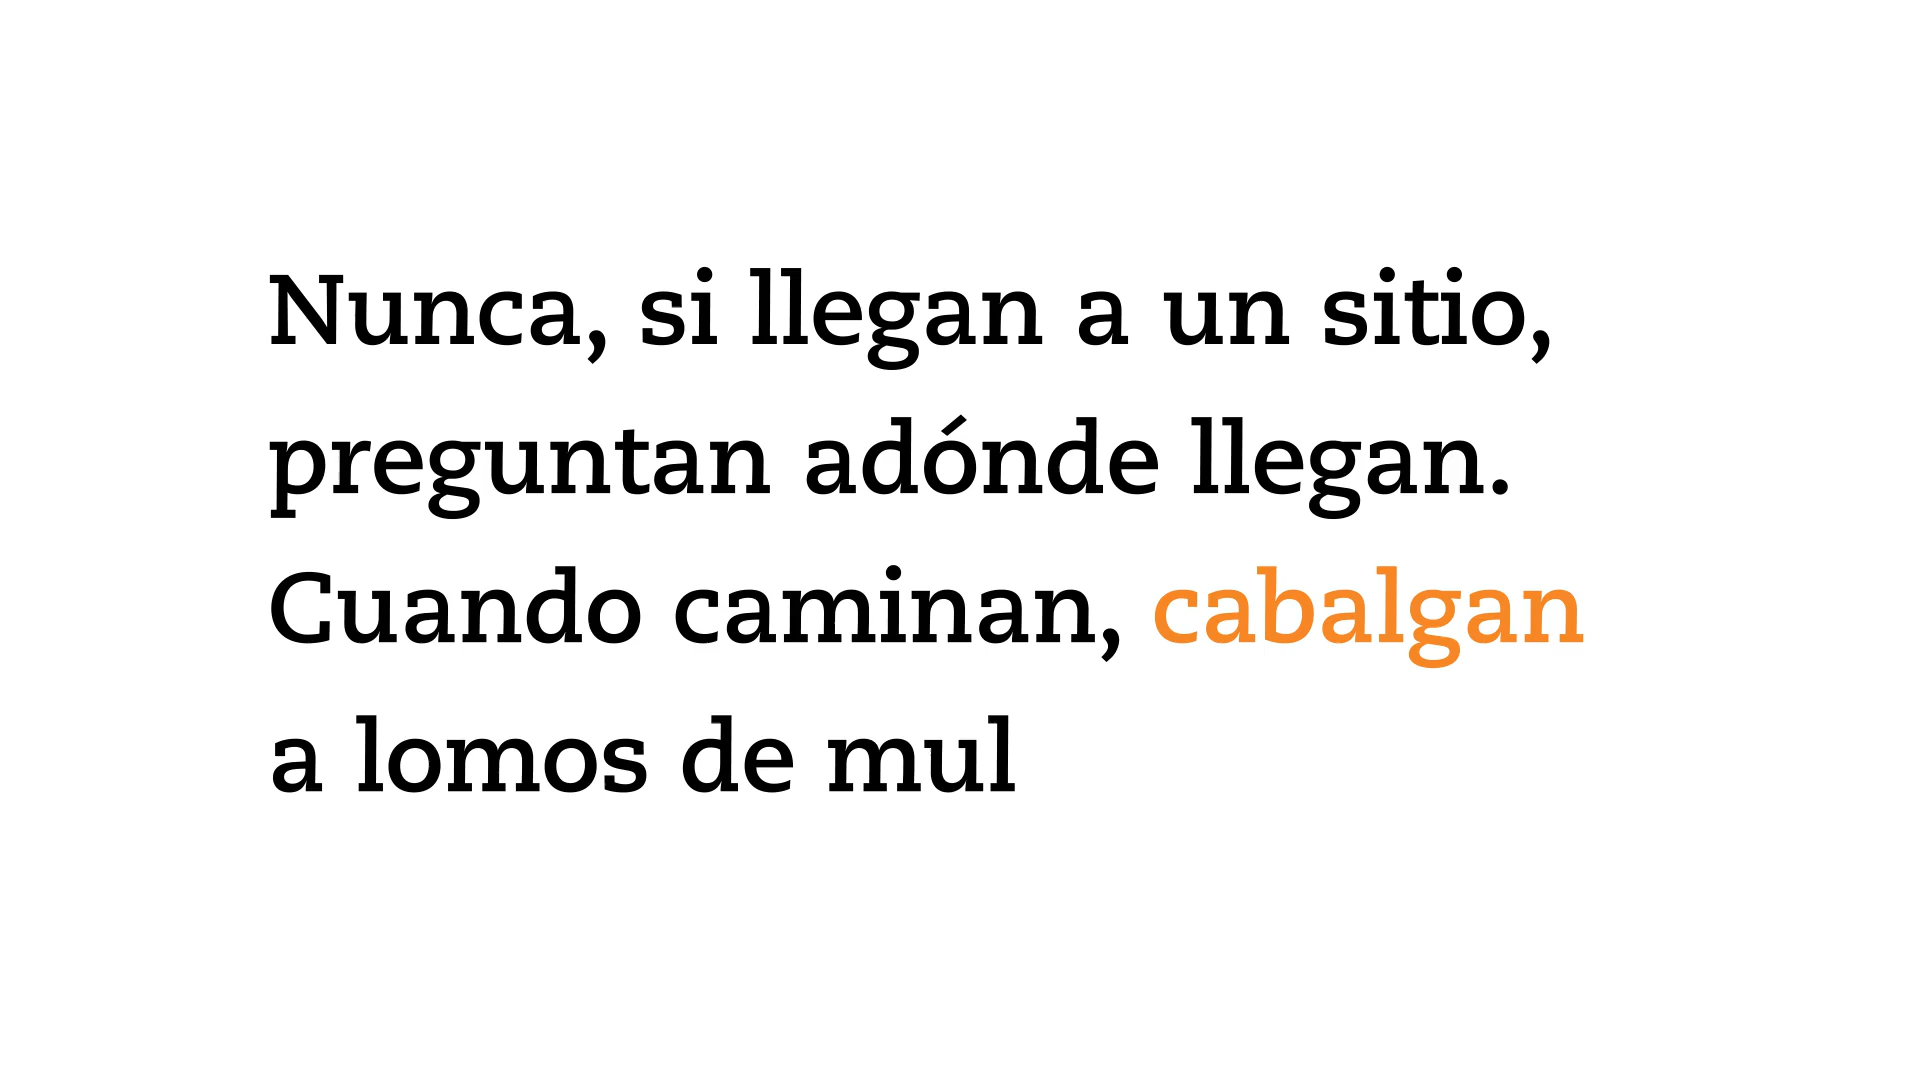 Nunca, si llegan a un sitio,
preguntan adónde llegan.
Cuando caminan, cabalgan
a lomos de mul